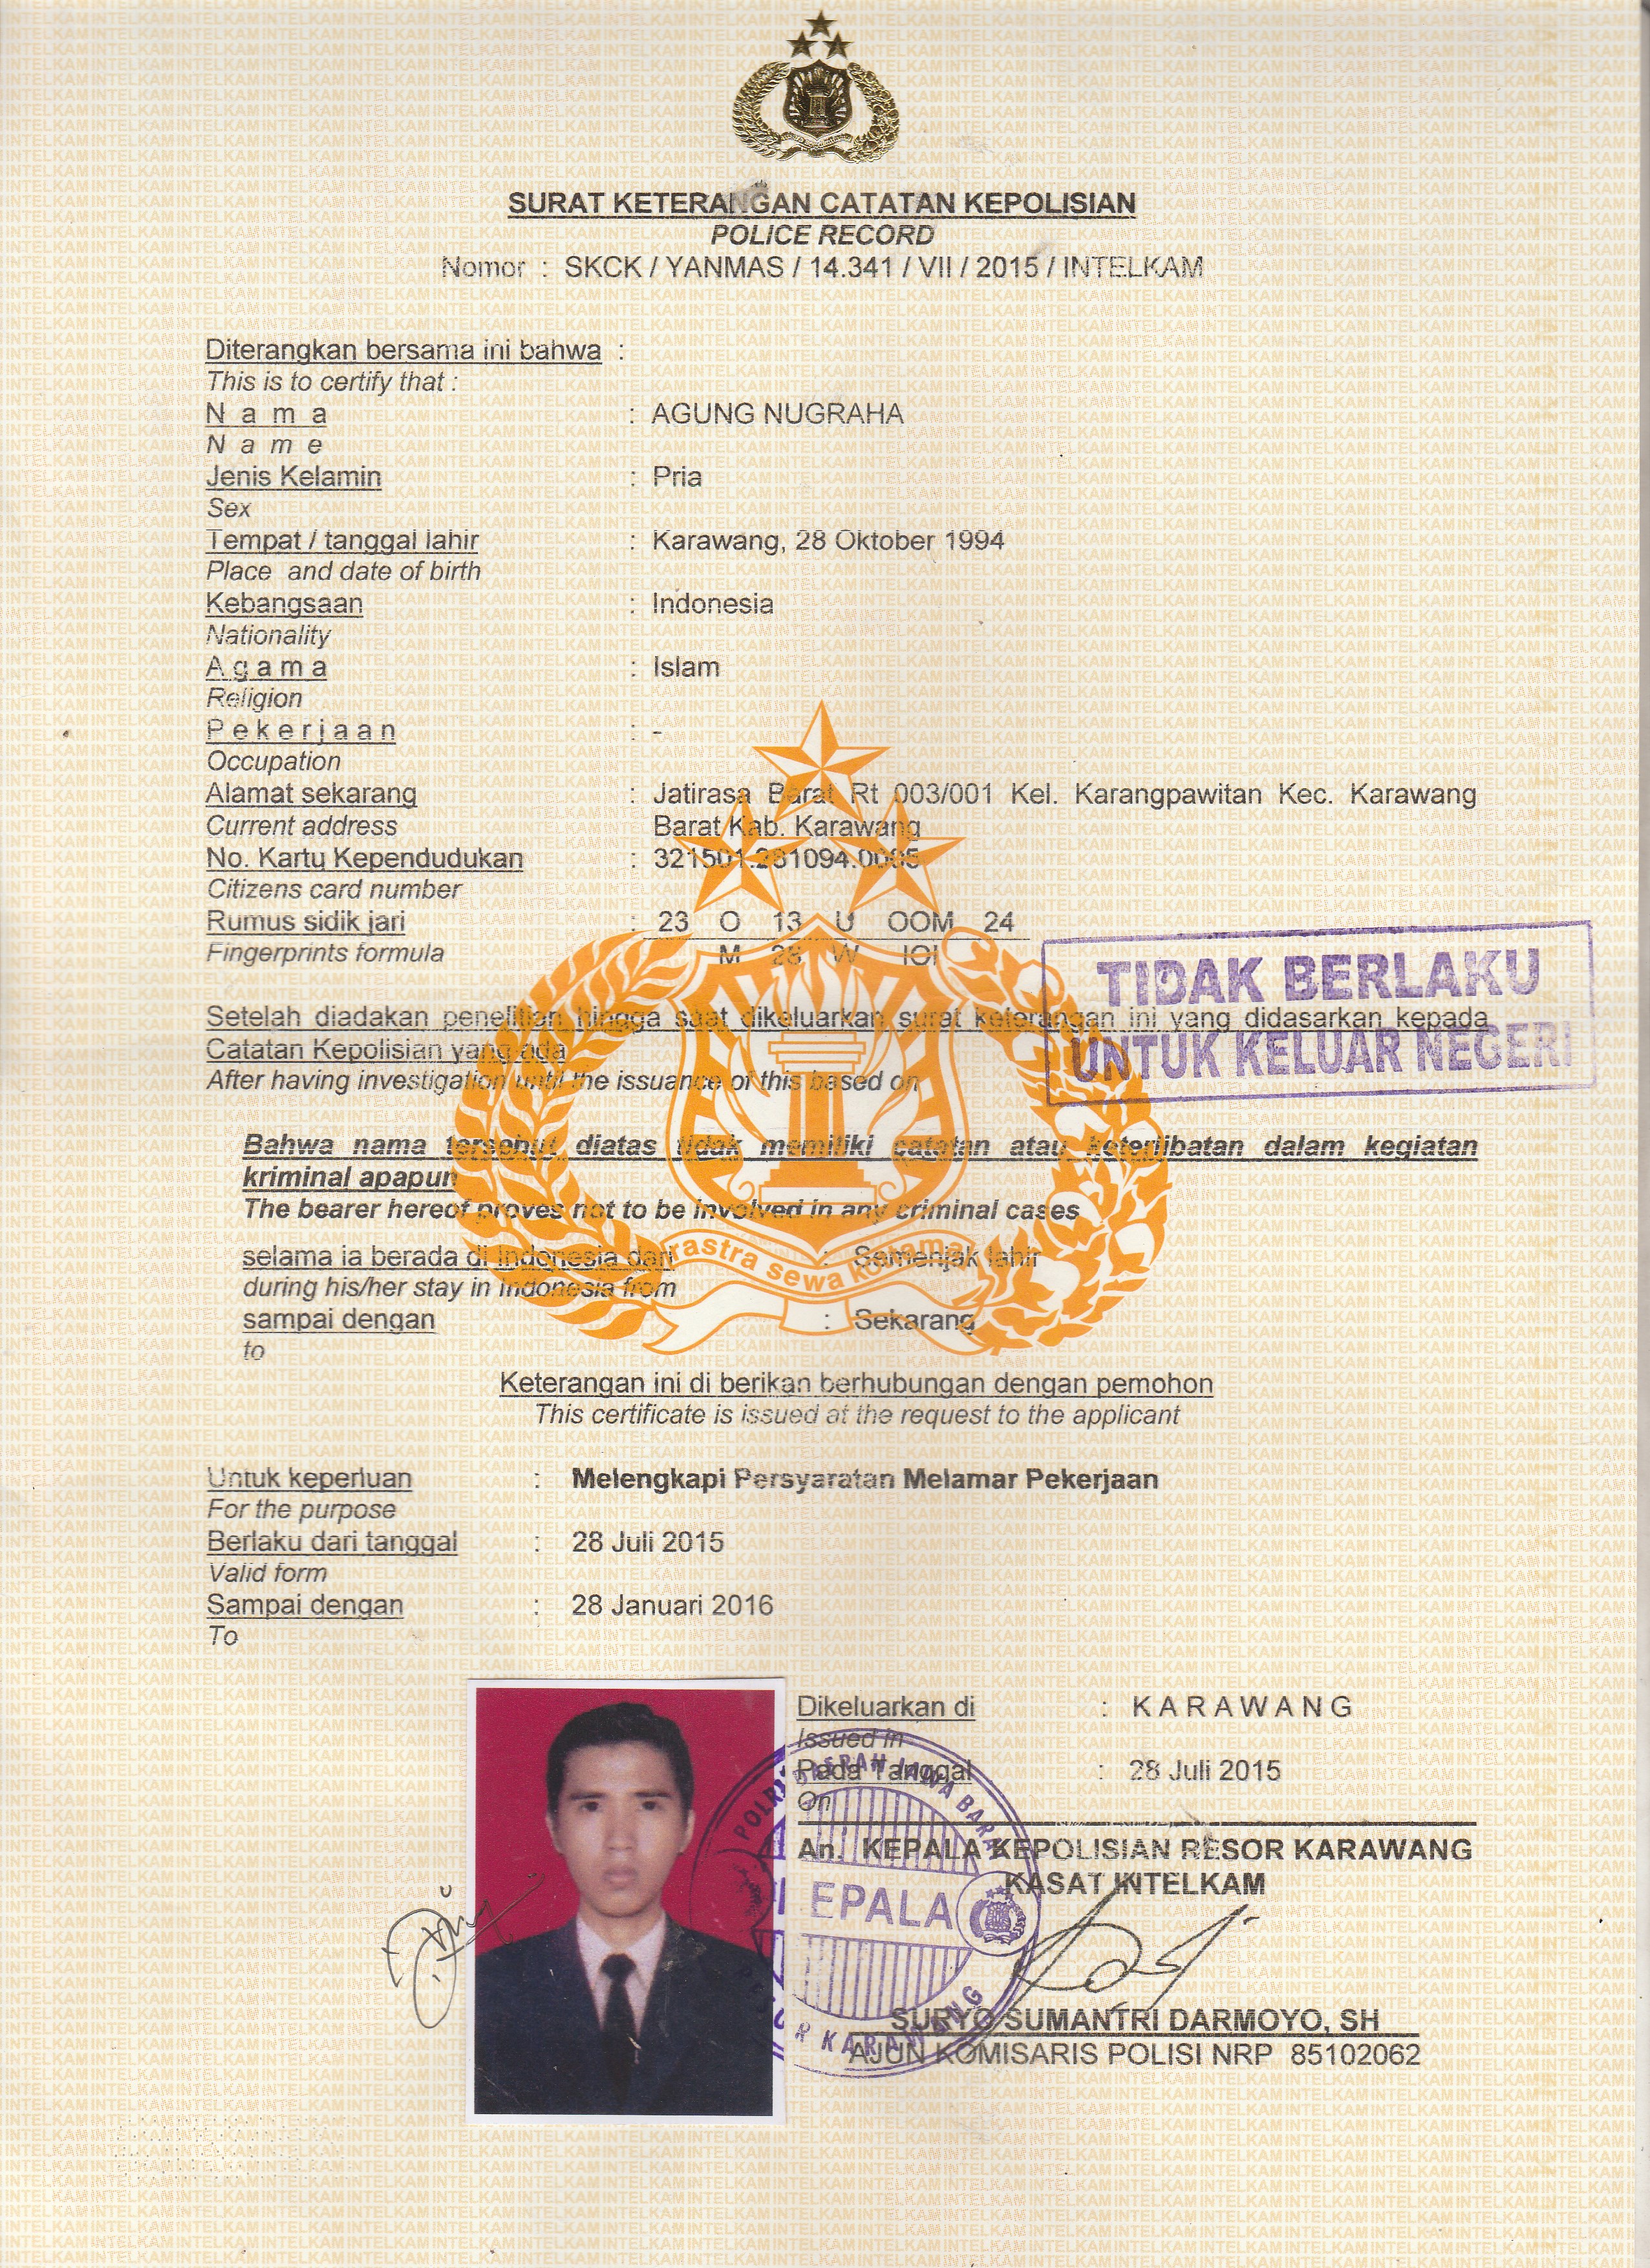 SURAT KETERANGAN CATATAN KEPOLISIAN
POLICE RECORD
Nomor : SKCK / YANMAS / 14.341 / VII / 2015 / INTELKAM
Diterangkan bersama ini bahwa :
This is to certify that :
N a m a : AGUNG NUGRAHA
N a m e
Jenis Kelamin : Pria
Sex
Tempat / tanggal lahir : Karawang, 28 Oktober 1994
Place and date of birth
Kebangsaan : Indonesia
Nationality
A g a m a : Islam
Religion
P e k e r j a a n : -
Occupation
Alamat sekarang : Jatirasa Barat Rt 003/001 Kel. Karangpawitan Kec. Karawang
Current address Barat Kab. Karawang
No. Kartu Kependudukan : 321501.281094.0005
Citizens card number
Rumus sidik jari : 23 O 13 U OOM 24
Fingerprints formula M 28 W IOI
TIDAK BERLAKU
UNTUK KELUAR NEGERI
Setelah diadakan penelitian hingga saat dikeluarkan surat keterangan ini yang didasarkan kepada
Catatan Kepolisian yang ada
After having investigation until the issuance of this based on
Bahwa nama tersebut diatas tidak memiliki catatan atau keterlibatan dalam kegiatan
kriminal apapun
The bearer hereof proves not to be involved in any criminal cases
selama ia berada di Indonesia dari : Semenjak lahir
during his/her stay in Indonesia from
rastra sewa kotama
sampai dengan : Sekarang
to
Keterangan ini di berikan berhubungan dengan pemohon
This certificate is issued at the request to the applicant
Untuk keperluan : Melengkapi Persyaratan Melamar Pekerjaan
For the purpose
Berlaku dari tanggal : 28 Juli 2015
Valid form
Sampai dengan : 28 Januari 2016
To
Dikeluarkan di : K A R A W A N G
Issued in
Pada Tanggal : 28 Juli 2015
On
An. KEPALA KEPOLISIAN RESOR KARAWANG
KASAT INTELKAM
DAERAH JAWA BARAT
EPALA
R KARAWANG
SURYO SUMANTRI DARMOYO, SH
AJUN KOMISARIS POLISI NRP 85102062